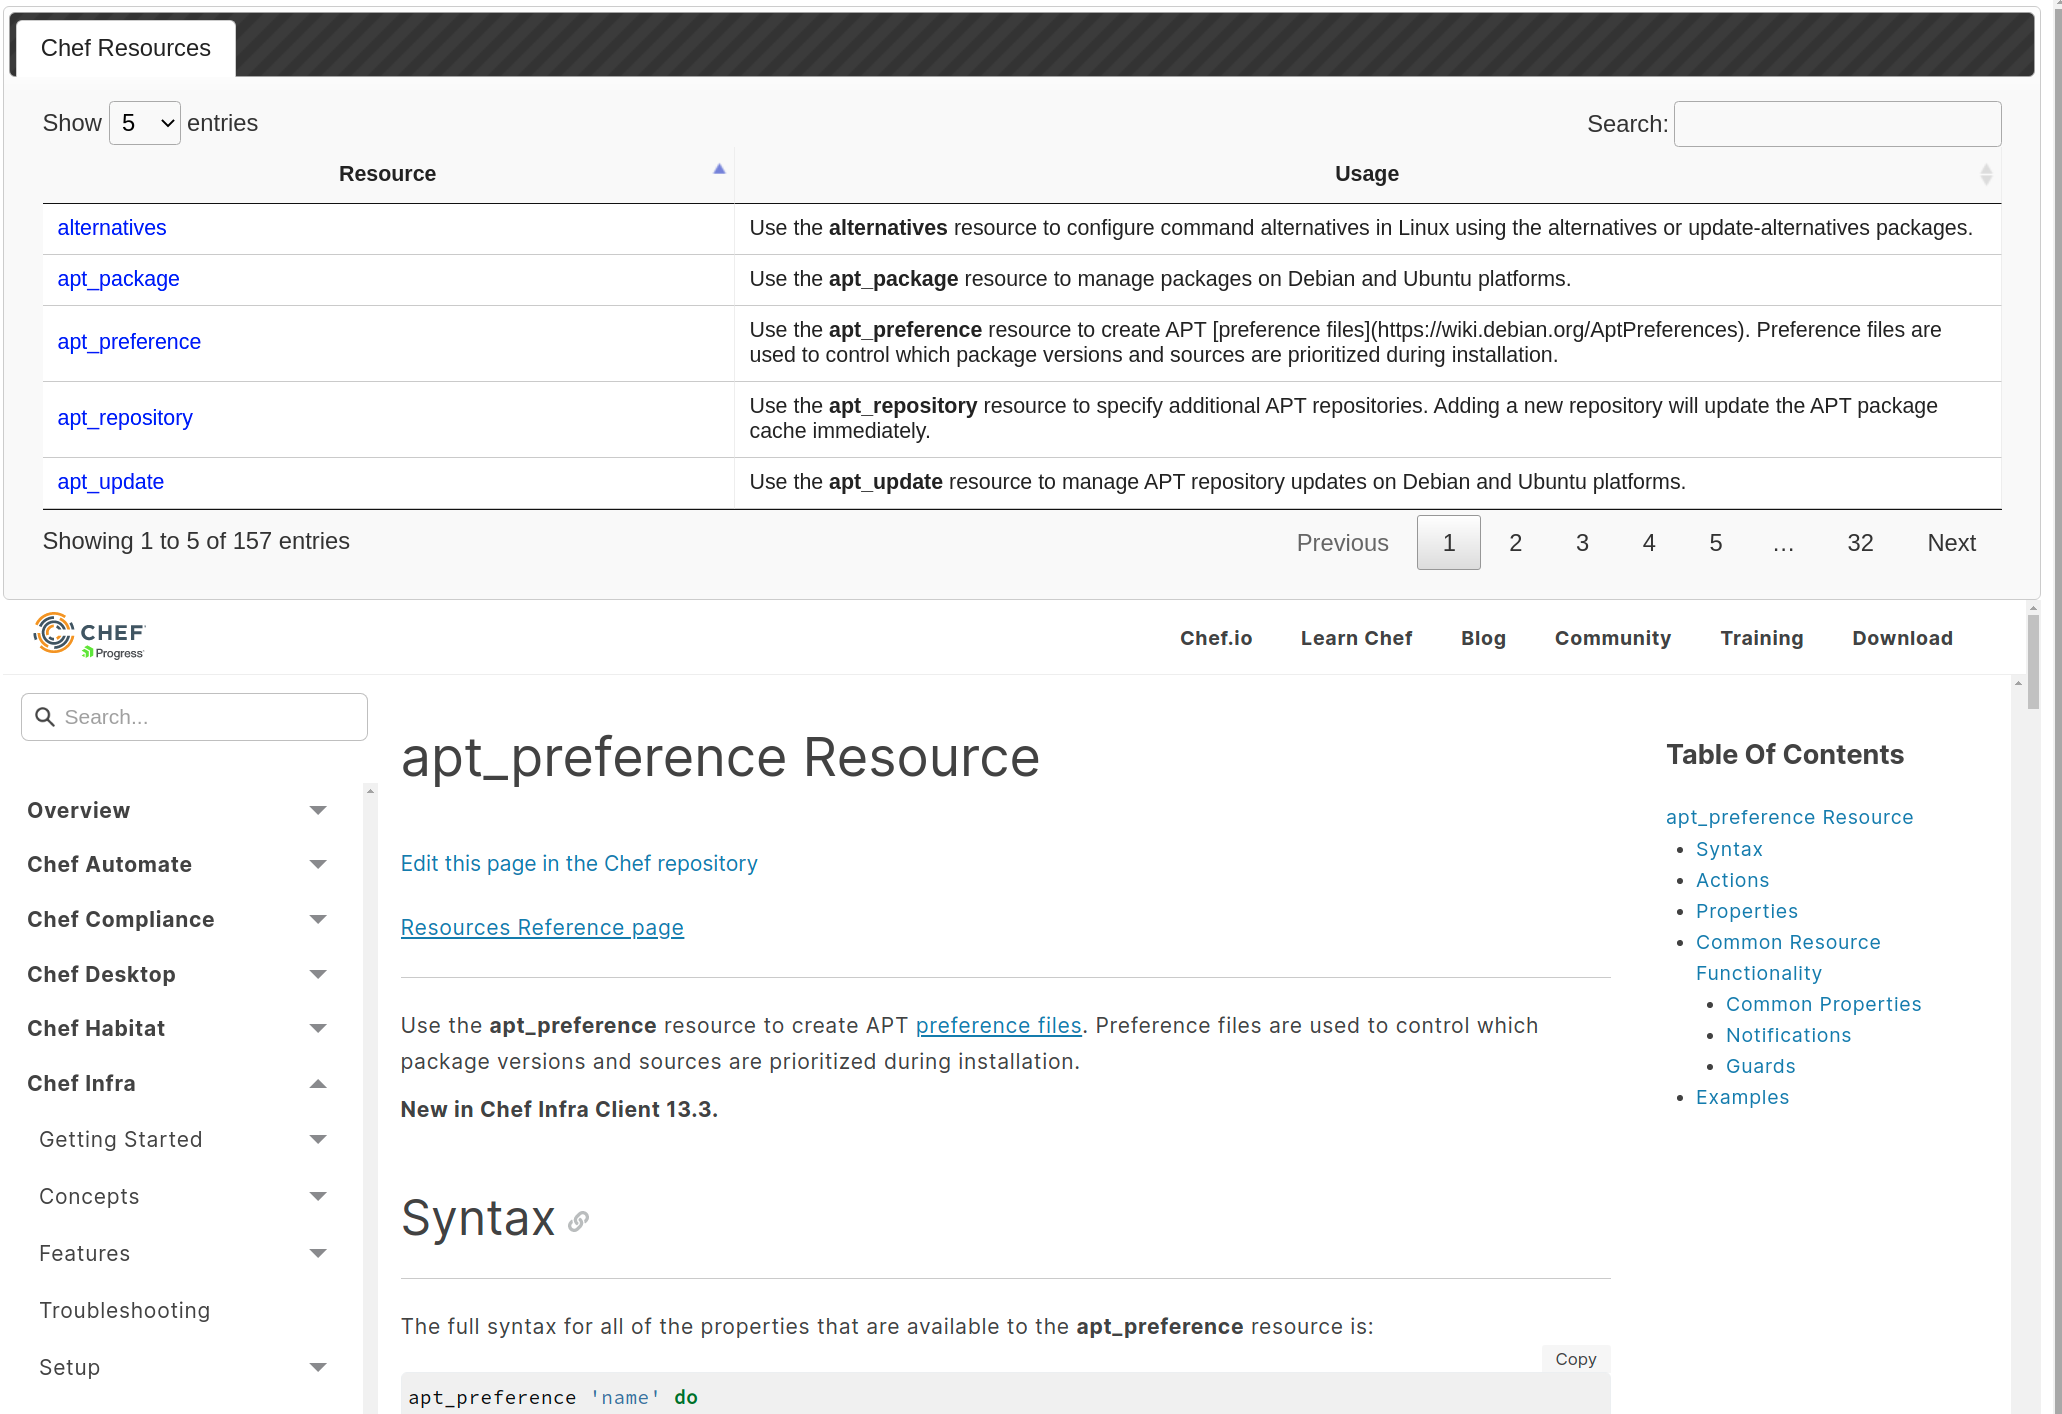 Chef Resources
Show 5 entries
Search:
Resource Usage
alternatives Use the alternatives resource to configure command alternatives in Linux using the alternatives or update-alternatives packages.
apt_package Use the apt_package resource to manage packages on Debian and Ubuntu platforms.
apt_preference Use the apt_preference resource to create APT [preference files](https://wiki.debian.org/AptPreferences). Preference files are
used to control which package versions and sources are prioritized during installation.
apt_repository Use the apt_repository resource to specify additional APT repositories. Adding a new repository will update the APT package
cache immediately.
apt_update Use the apt_update resource to manage APT repository updates on Debian and Ubuntu platforms.
Showing 1 to 5 of 157 entries
Previous 1 2 3 4 5 … 32 Next
CHEF
Progress
Chef.io Learn Chef Blog Community Training Download
Search...
Overview
Chef Automate
Chef Compliance
Chef Desktop
Chef Habitat
Chef Infra
Getting Started
Concepts
Features
Troubleshooting
Setup
apt_preference Resource
Edit this page in the Chef repository
Resources Reference page
Use the apt_preference resource to create APT preference files. Preference files are used to control which
package versions and sources are prioritized during installation.
New in Chef Infra Client 13.3.
Syntax
The full syntax for all of the properties that are available to the apt_preference resource is:
Copy
apt_preference 'name' do
Table Of Contents
apt_preference Resource
Syntax
Actions
Properties
Common Resource
Functionality
Common Properties
Notifications
Guards
Examples